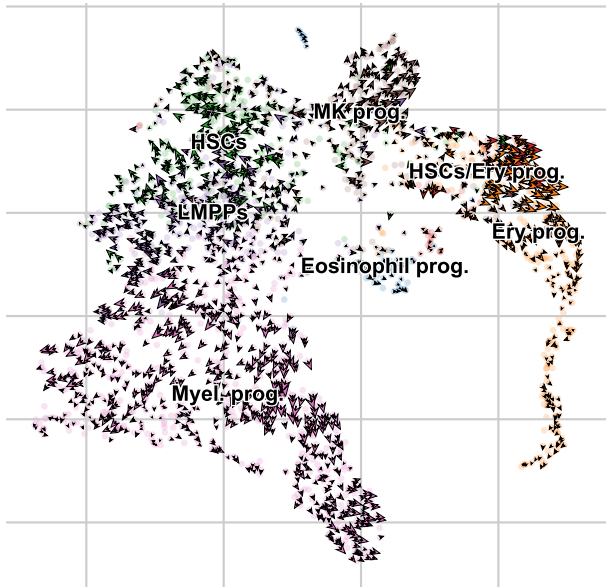 MK prog.
HSCs
HSCs/Ery prog.
LMPPs
Ery prog.
Eosinophil prog.
Myel. prog.